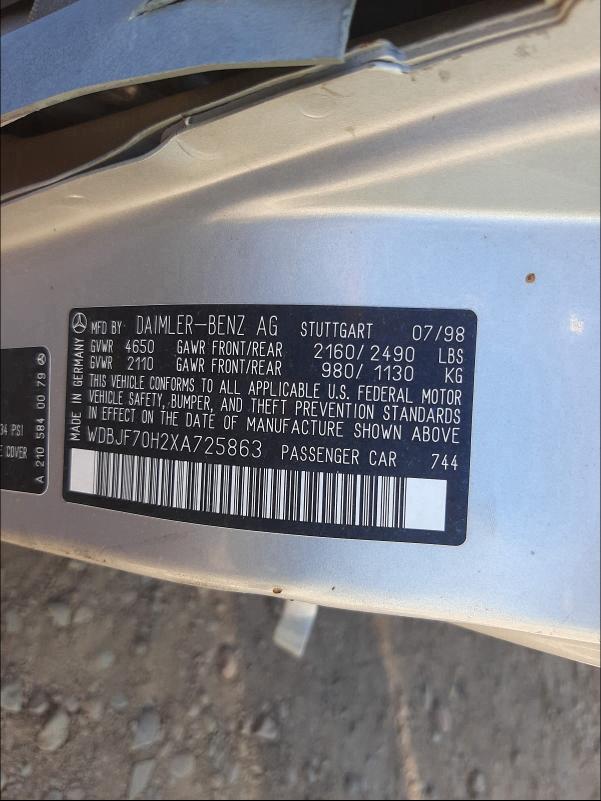 MADE IN GERMANY
MFD BY DAIMLER-BENZ AG STUTTGART 07/98
GVWR 4650 GAWR FRONT/REAR 2160/2490 LBS
GVWR 2110 GAWR FRONT/REAR 980/1130 KG
THIS VEHICLE CONFORMS TO ALL APPLICABLE U.S. FEDERAL MOTOR
VEHICLE SAFETY, BUMPER, AND THEFT PREVENTION STANDARDS
IN EFFECT ON THE DATE OF MANUFACTURE SHOWN ABOVE
WDBJF70H2XA725863 PASSENGER CAR 744
34 PSI
E COVER
A 210 584 00 79